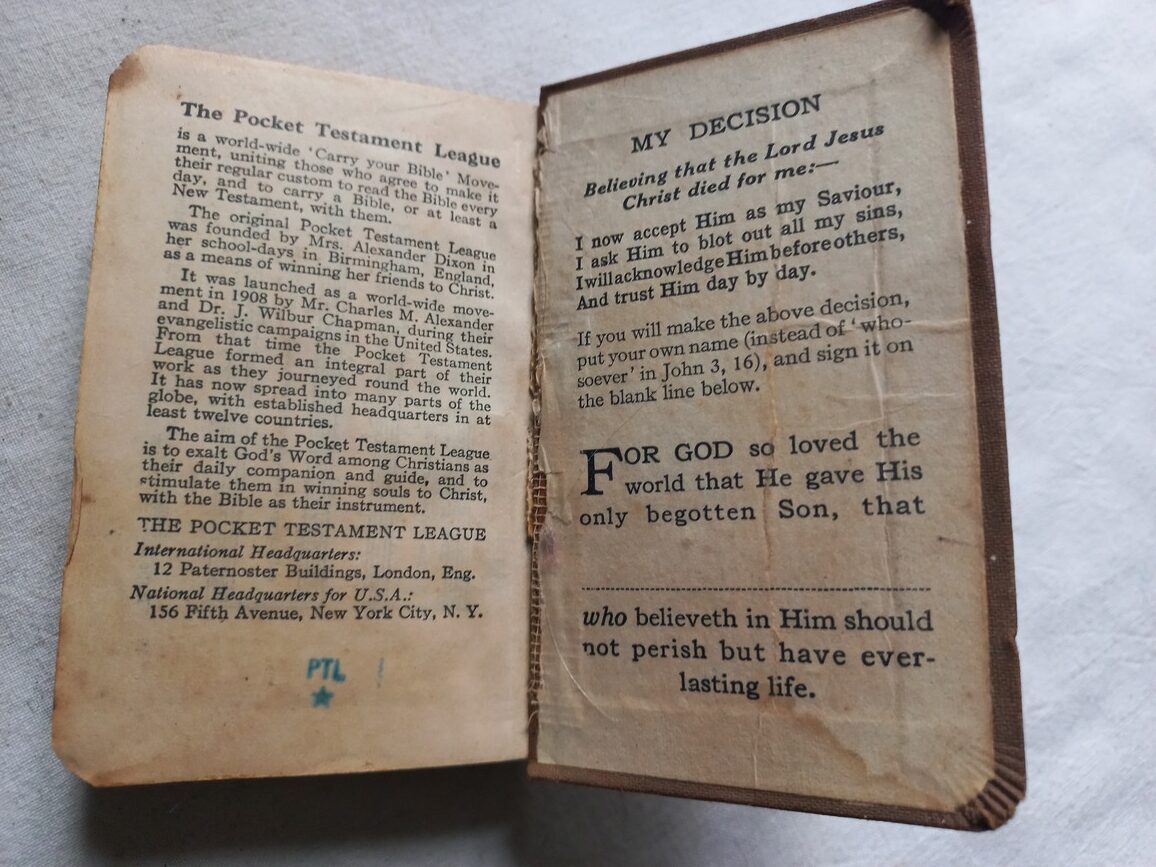 The Pocket Testament League
is a world-wide 'Carry your Bible' Move-
ment, uniting those who agree to make it
their regular custom to read the Bible every
day, and to carry a Bible, or at least a
New Testament, with them.
The original Pocket Testament League
was founded by Mrs. Alexander Dixon in
her school-days in Birmingham, England,
as a means of winning her friends to Christ.
It was launched as a world-wide move-
ment in 1908 by Mr. Charles M. Alexander
and Dr. J. Wilbur Chapman, during their
evangelistic campaigns in the United States.
From that time the Pocket Testament
League formed an integral part of their
work as they journeyed round the world.
It has now spread into many parts of the
globe, with established headquarters in at
least twelve countries.
The aim of the Pocket Testament League
is to exalt God's Word among Christians as
their daily companion and guide, and to
stimulate them in winning souls to Christ,
with the Bible as their instrument.
THE POCKET TESTAMENT LEAGUE
International Headquarters:
12 Paternoster Buildings, London, Eng.
National Headquarters for U.S.A.:
156 Fifth Avenue, New York City, N. Y.
PTL
MY DECISION
Believing that the Lord Jesus
Christ died for me:—
I now accept Him as my Saviour,
I ask Him to blot out all my sins,
I will acknowledge Him before others,
And trust Him day by day.
If you will make the above decision,
put your own name (instead of 'who-
soever' in John 3, 16), and sign it on
the blank line below.
FOR GOD so loved the
world that He gave His
only begotten Son, that
who believeth in Him should
not perish but have ever-
lasting life.